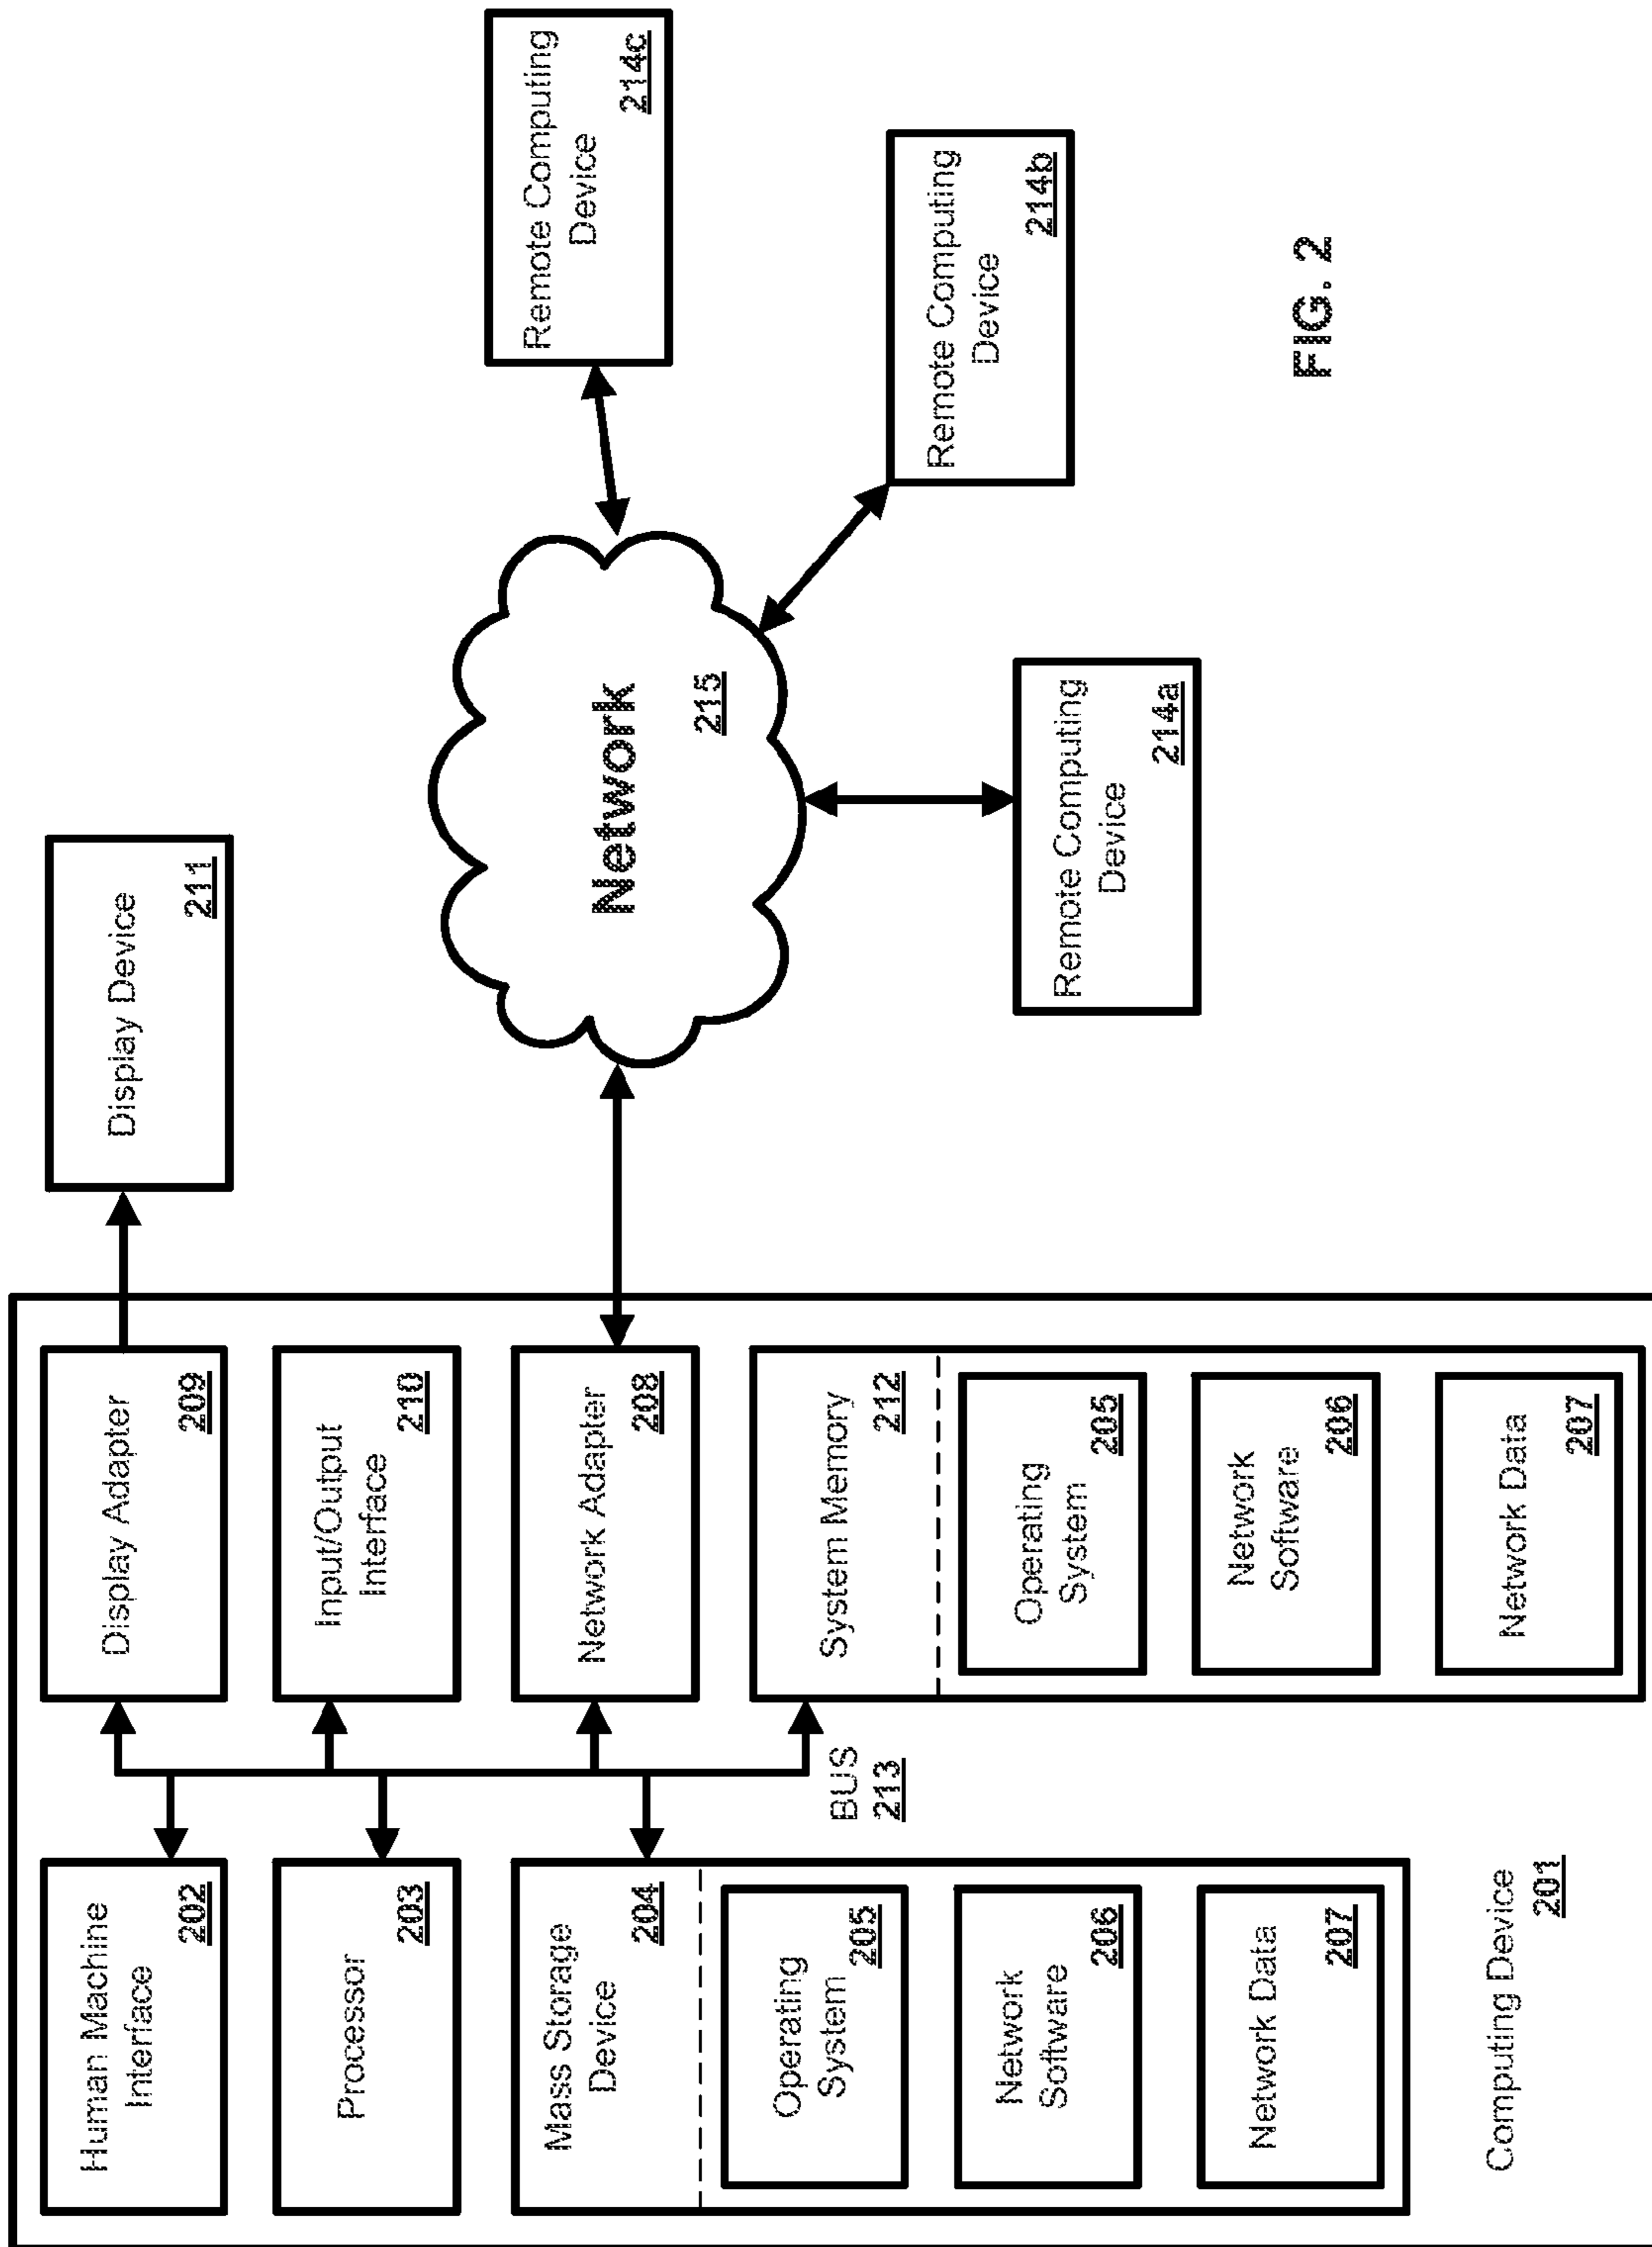 Human Machine
Interface
202
Processor
203
Mass Storage
Device
204
Operating
System
205
Network
Software
206
Network Data
207
Computing Device
201
BUS
213
Display Adapter
209
Input/Output
Interface
210
Network Adapter
208
System Memory
212
Operating
System
205
Network
Software
206
Network Data
207
Display Device
211
Network
215
Remote Computing
Device
214a
Remote Computing
Device
214b
Remote Computing
Device
214c
FIG. 2